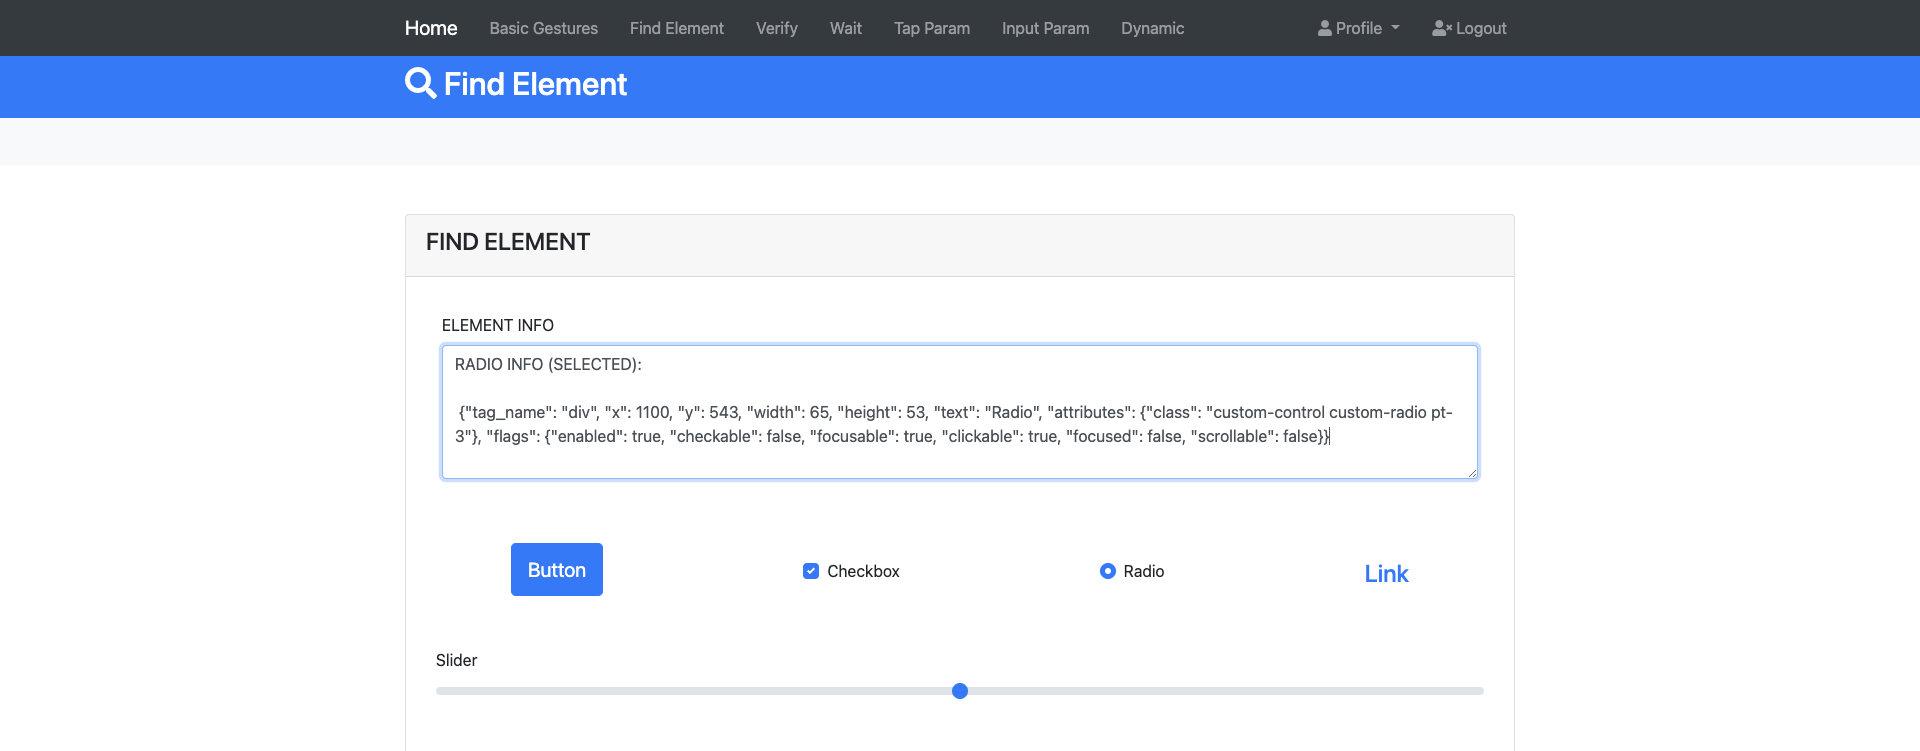 Home Basic Gestures Find Element Verify Wait Tap Param Input Param Dynamic Profile Logout
Find Element
FIND ELEMENT
ELEMENT INFO
RADIO INFO (SELECTED):
{"tag_name": "div", "x": 1100, "y": 543, "width": 65, "height": 53, "text": "Radio", "attributes": {"class": "custom-control custom-radio pt-
3"}, "flags": {"enabled": true, "checkable": false, "focusable": true, "clickable": true, "focused": false, "scrollable": false}}
Button Checkbox Radio Link
Slider